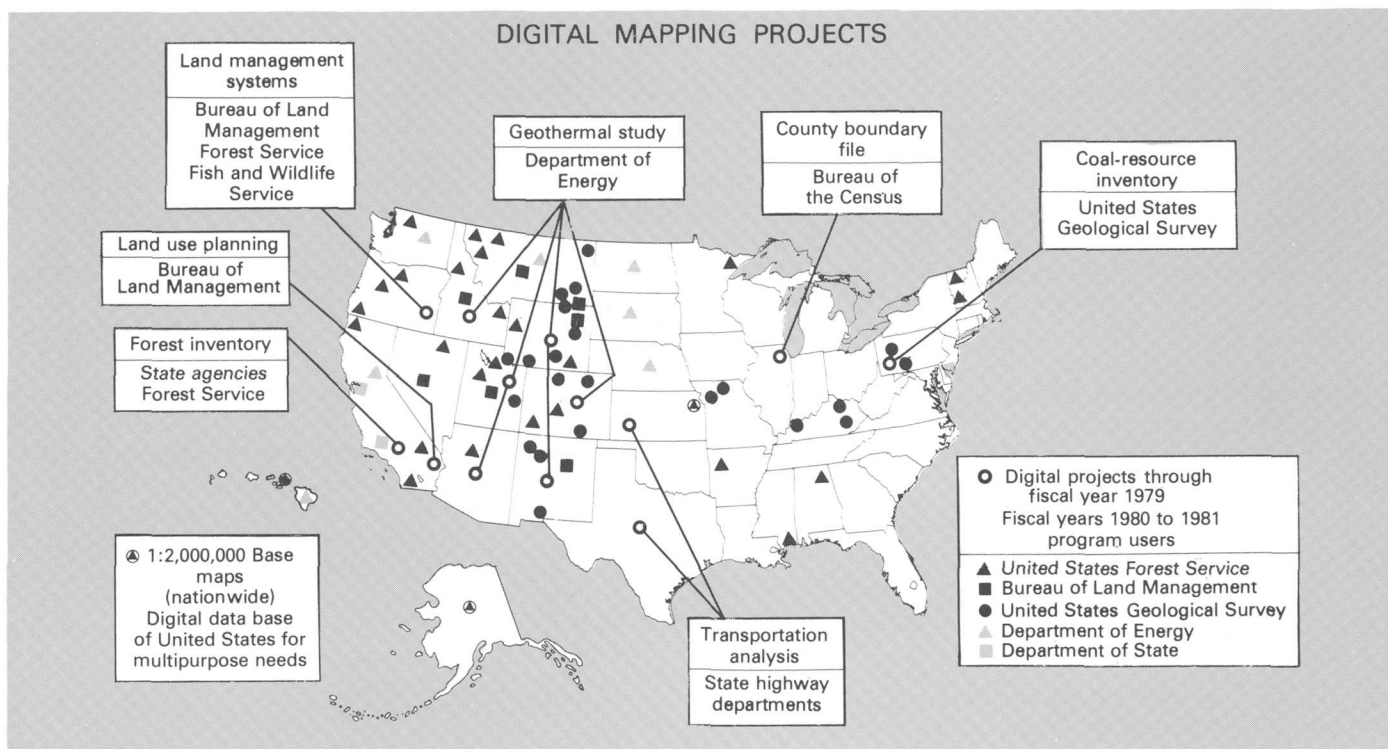 DIGITAL MAPPING PROJECTS
Land management
systems
Bureau of Land
Management
Forest Service
Fish and Wildlife
Service
Geothermal study
Department of
Energy
County boundary
file
Bureau of
the Census
Coal-resource
inventory
United States
Geological Survey
Land use planning
Bureau of
Land Management
Forest inventory
State agencies
Forest Service
1:2,000,000 Base
maps
(nationwide)
Digital data base
of United States for
multipurpose needs
Transportation
analysis
State highway
departments
Digital projects through
fiscal year 1979
Fiscal years 1980 to 1981
program users
United States Forest Service
Bureau of Land Management
United States Geological Survey
Department of Energy
Department of State